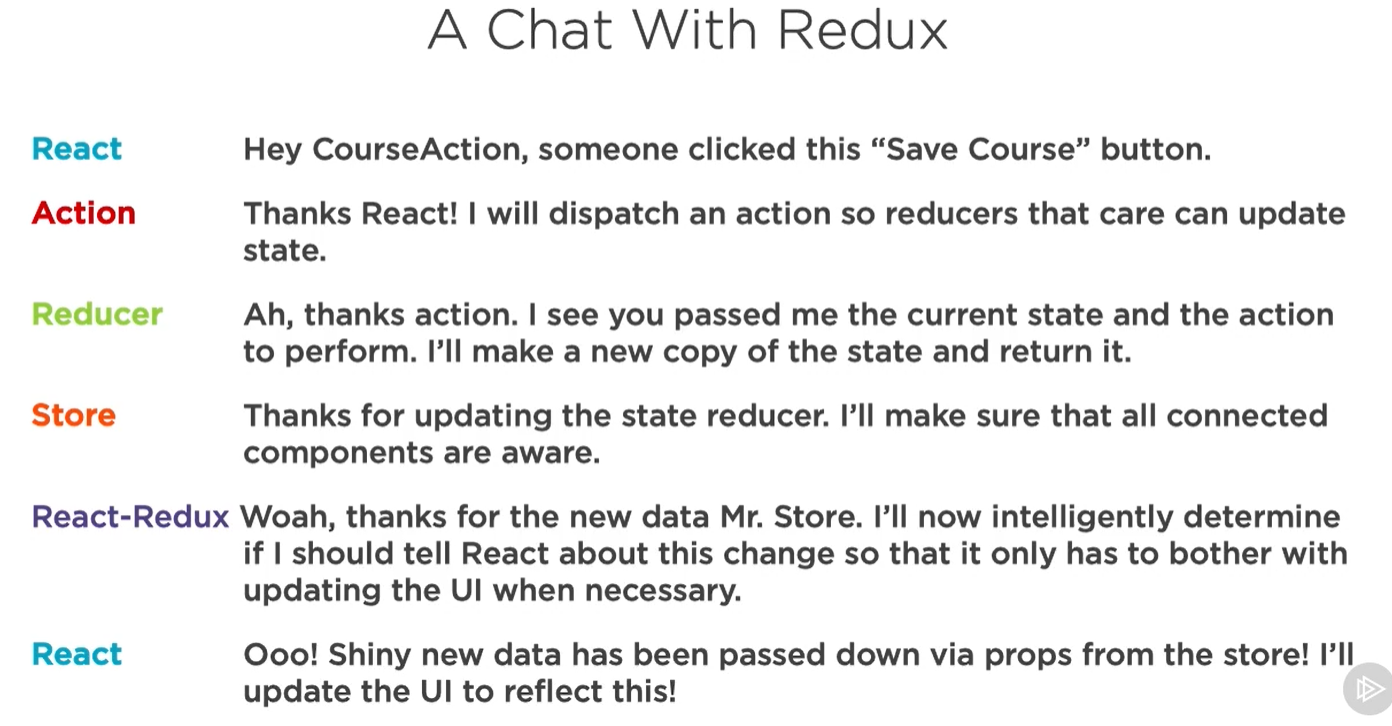 A Chat With Redux
React Hey CourseAction, someone clicked this “Save Course” button.
Action Thanks React! I will dispatch an action so reducers that care can update
state.
Reducer Ah, thanks action. I see you passed me the current state and the action
to perform. I’ll make a new copy of the state and return it.
Store Thanks for updating the state reducer. I’ll make sure that all connected
components are aware.
React-Redux Woah, thanks for the new data Mr. Store. I’ll now intelligently determine
if I should tell React about this change so that it only has to bother with
updating the UI when necessary.
React Ooo! Shiny new data has been passed down via props from the store! I’ll
update the UI to reflect this!